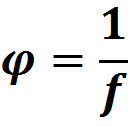 φ = 1/f